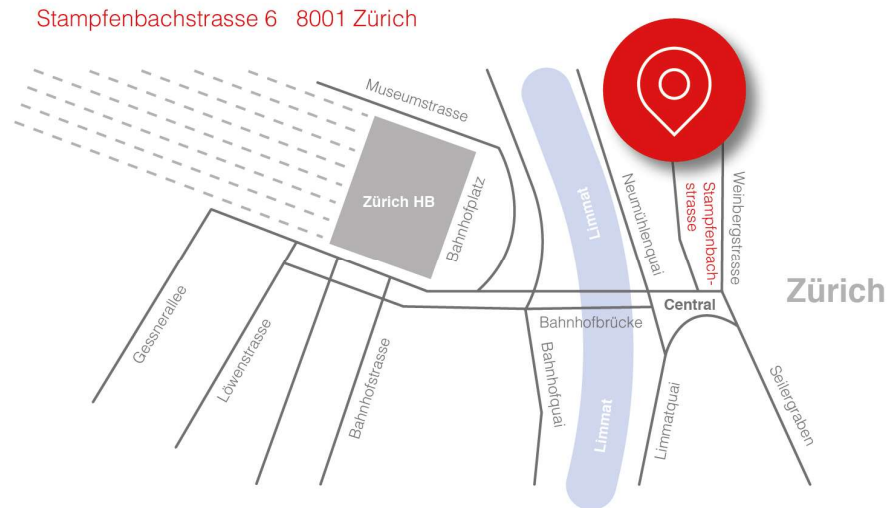 Stampfenbachstrasse 6 8001 Zürich
Museumstrasse
Zürich HB
Bahnhofplatz
Limmat
Neumühlenquai
Stampfenbach-
strasse
Weinbergstrasse
Zürich
Central
Bahnhofbrücke
Gessnerallee
Löwenstrasse
Bahnhofstrasse
Bahnhofquai
Limmat
Limmatquai
Seilergraben